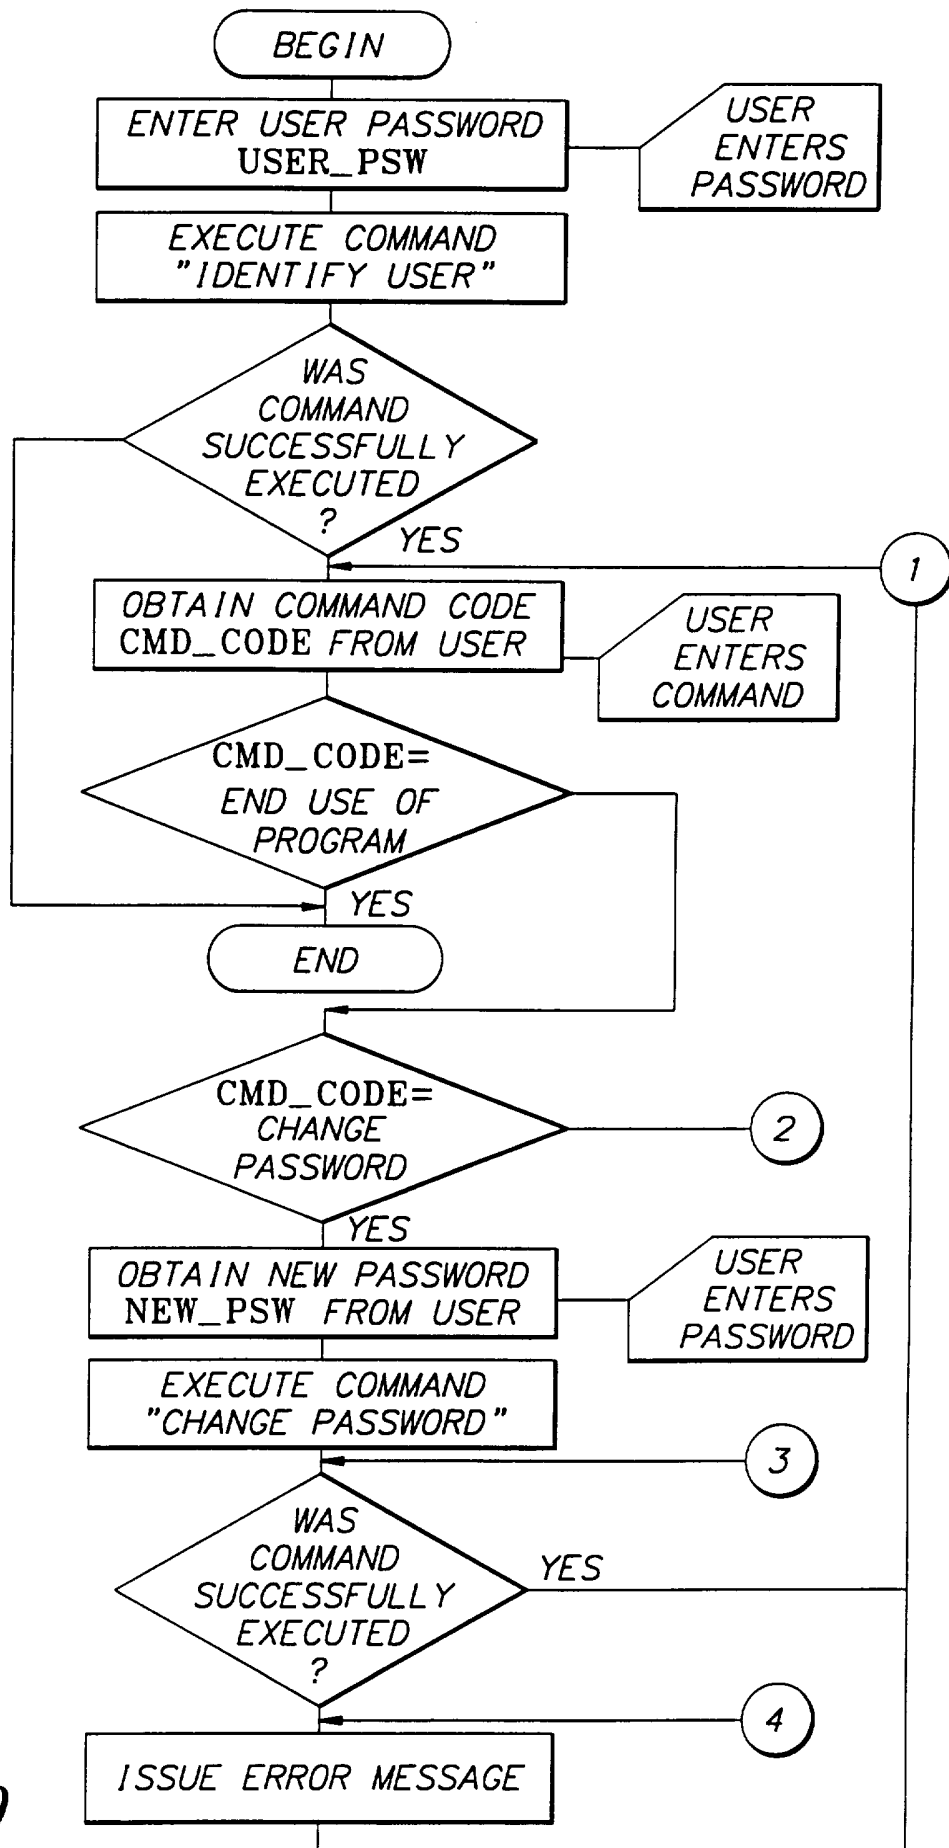 BEGIN
ENTER USER PASSWORD
USER_PSW
USER
ENTERS
PASSWORD
EXECUTE COMMAND
"IDENTIFY USER"
WAS
COMMAND
SUCCESSFULLY
EXECUTED
?
YES
1
OBTAIN COMMAND CODE
CMD_CODE FROM USER
USER
ENTERS
COMMAND
CMD_CODE=
END USE OF
PROGRAM
YES
END
CMD_CODE=
CHANGE
PASSWORD
2
YES
OBTAIN NEW PASSWORD
NEW_PSW FROM USER
USER
ENTERS
PASSWORD
EXECUTE COMMAND
"CHANGE PASSWORD"
3
WAS
COMMAND
SUCCESSFULLY
EXECUTED
?
YES
4
ISSUE ERROR MESSAGE